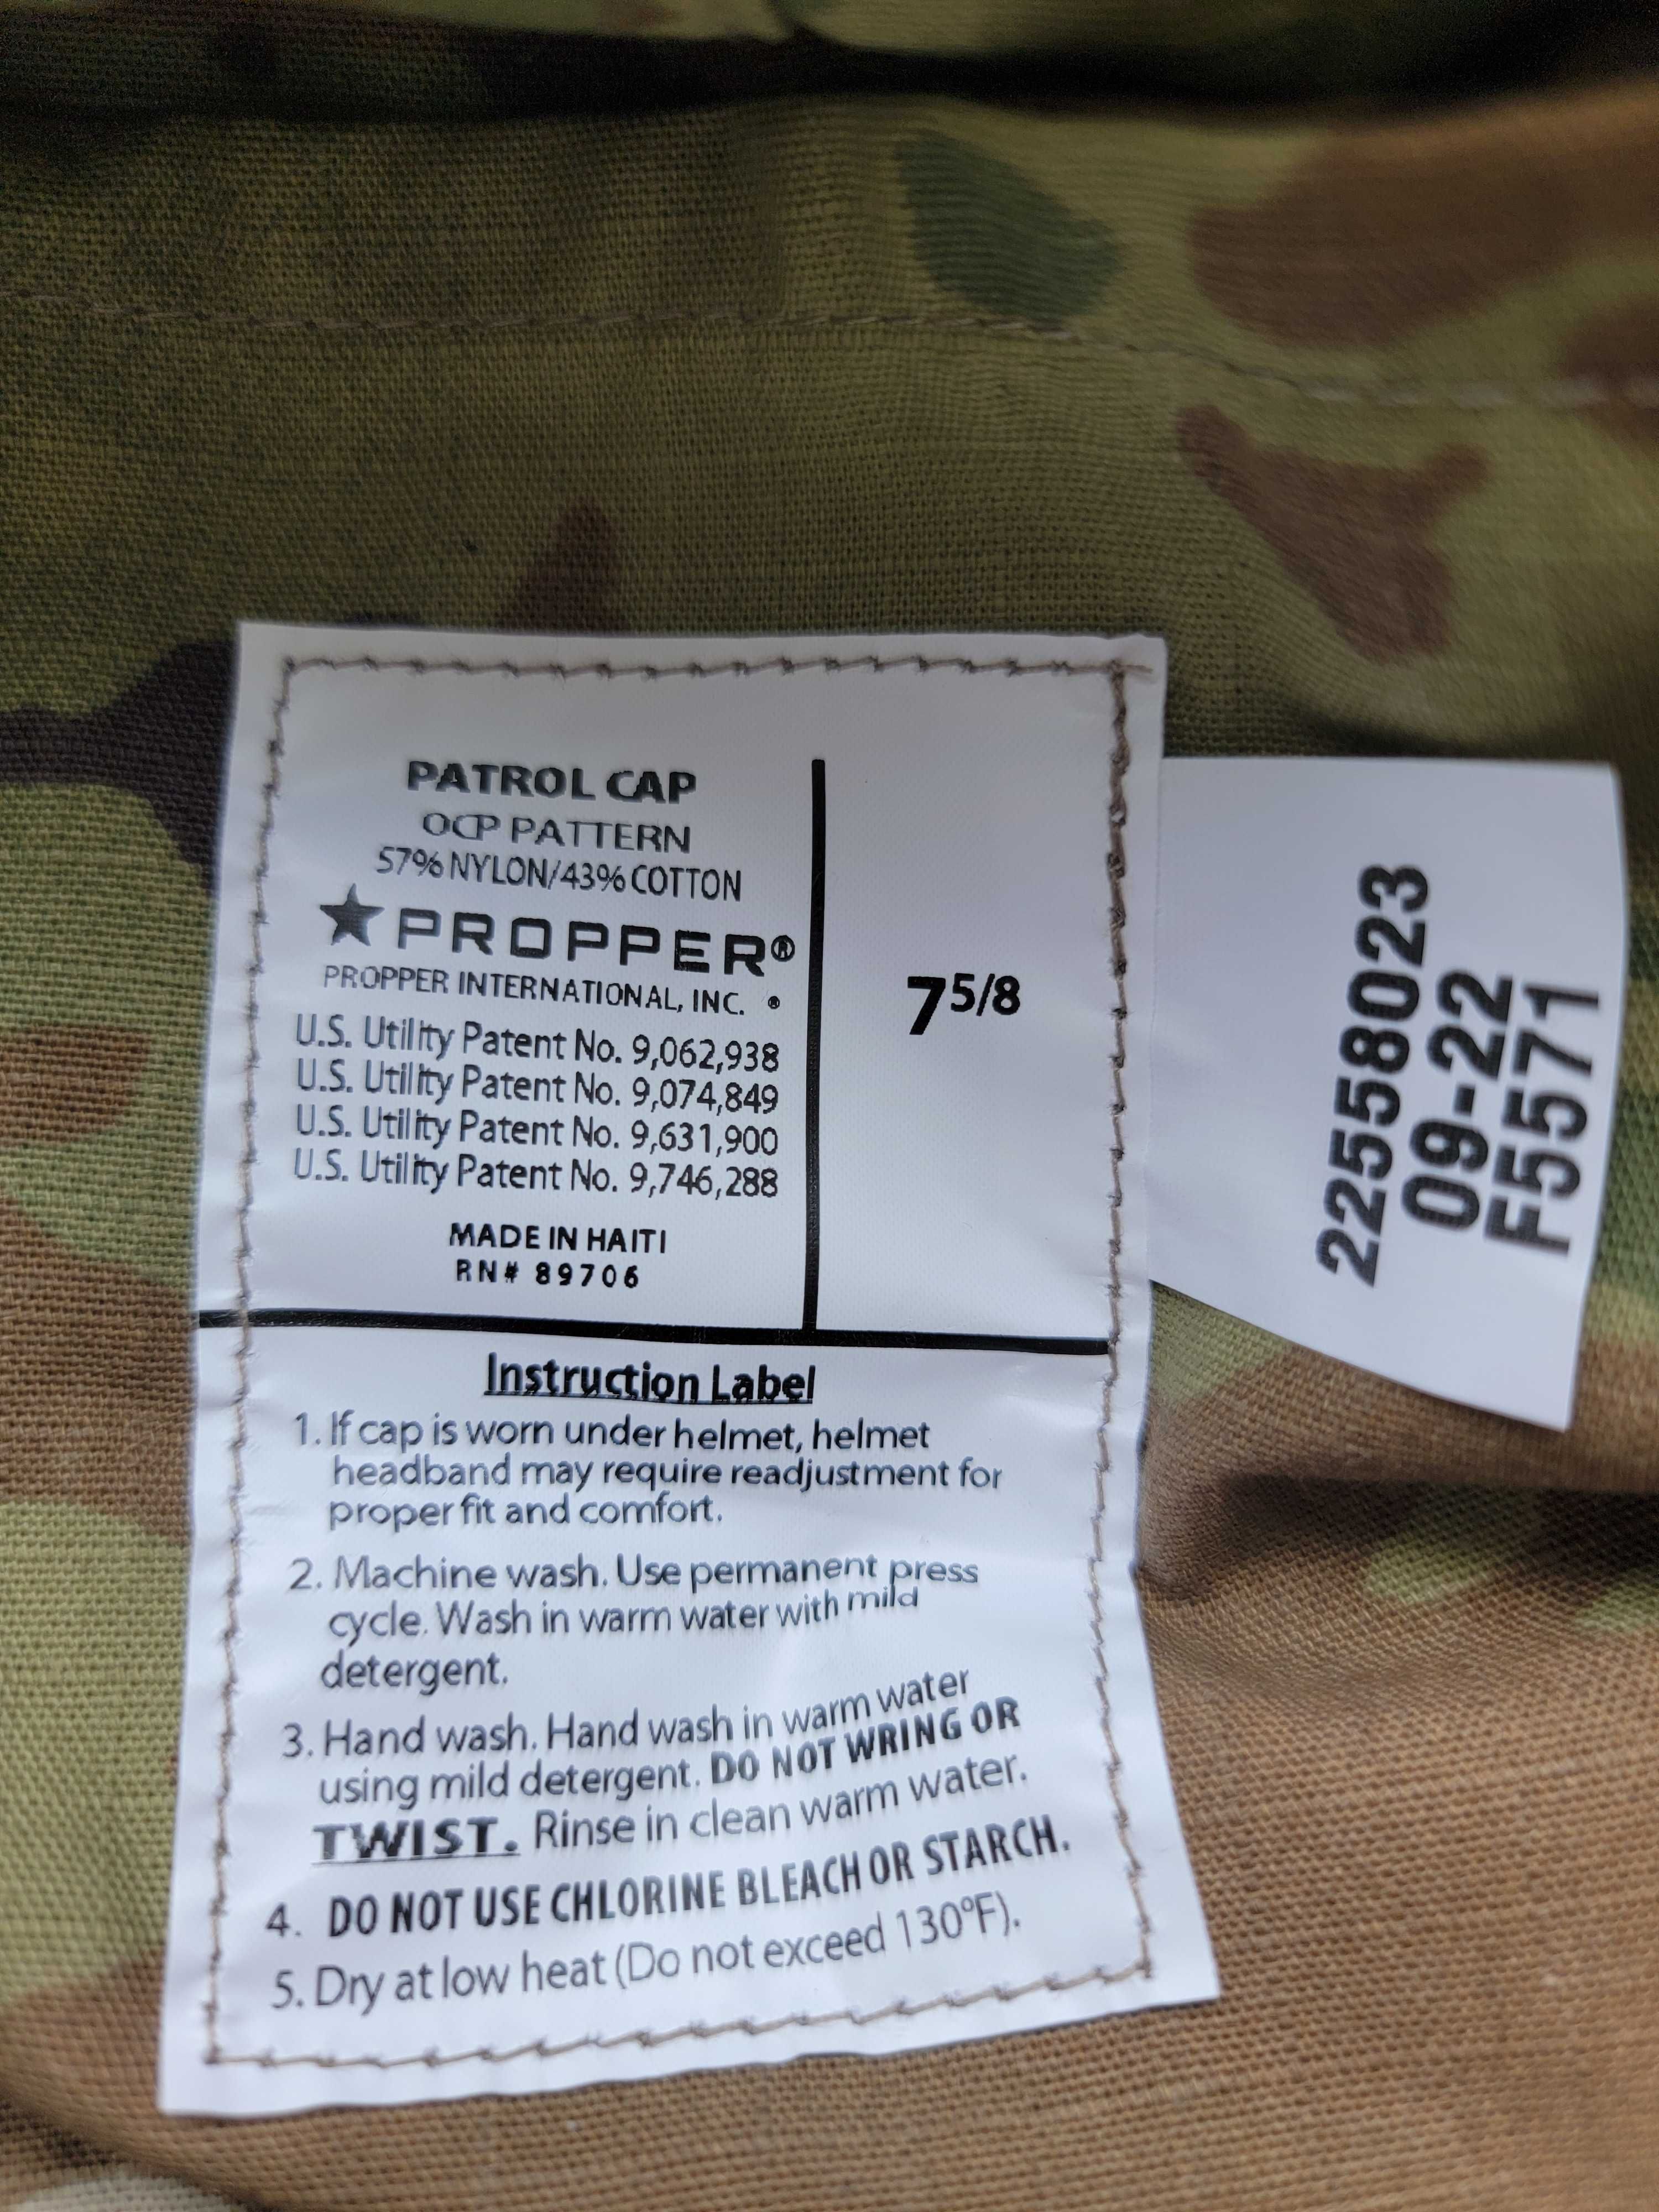 PATROL CAP
OCP PATTERN
57% NYLON/43% COTTON
PROPPER®
PROPPER INTERNATIONAL, INC. ®
U.S. Utility Patent No. 9,062,938
U.S. Utility Patent No. 9,074,849
U.S. Utility Patent No. 9,631,900
U.S. Utility Patent No. 9,746,288
MADE IN HAITI
RN# 89706
7 5/8
Instruction Label
1. If cap is worn under helmet, helmet
headband may require readjustment for
proper fit and comfort.
2. Machine wash. Use permanent press
cycle. Wash in warm water with mild
detergent.
3. Hand wash. Hand wash in warm water
using mild detergent. DO NOT WRING OR
TWIST. Rinse in clean warm water.
4. DO NOT USE CHLORINE BLEACH OR STARCH.
5. Dry at low heat (Do not exceed 130°F).
22558023
09-22
F5571